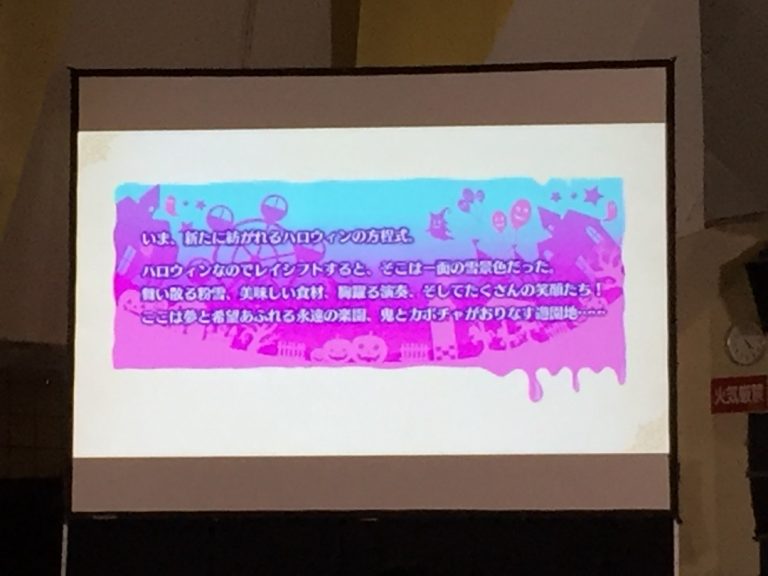 いま、新たに紡がれるハロウィンの方程式。
ハロウィンなのでレイシフトすると、そこは一面の雪景色だった。
舞い散る粉雪、美味しい食材、胸躍る演奏、そしてたくさんの笑顔たち！
ここは夢と希望あふれる永遠の楽園、鬼とカボチャがおりなす遊園地……
火気厳禁